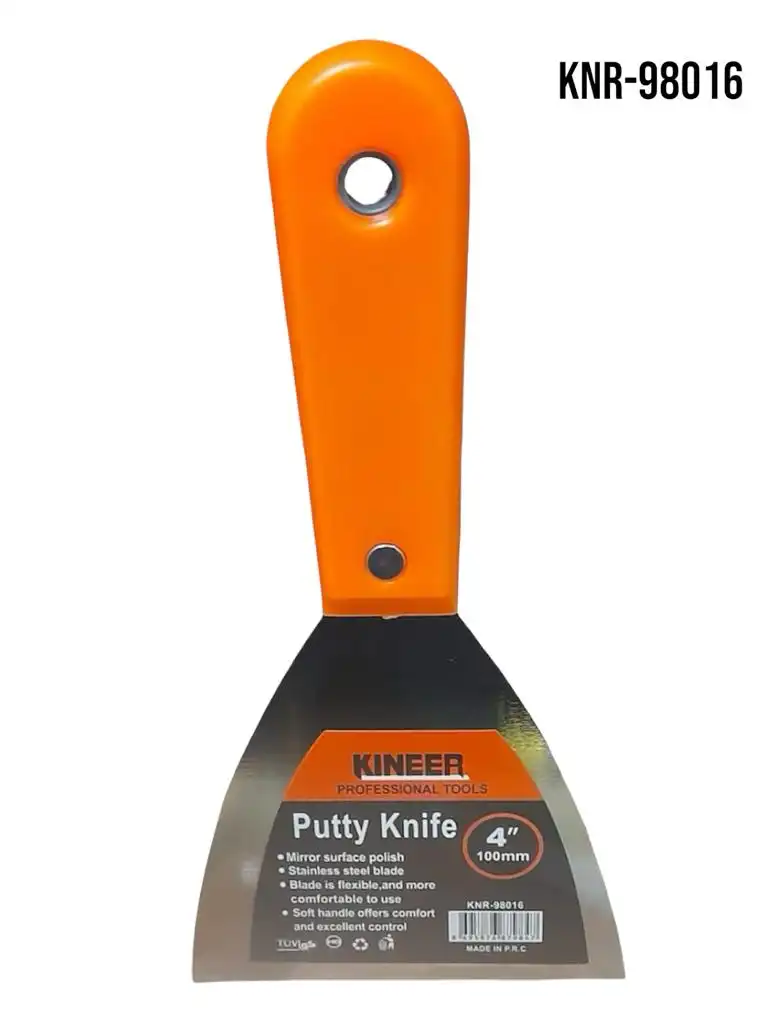 KNR-98016
KINEER
PROFESSIONAL TOOLS
Putty Knife
4"
100mm
• Mirror surface polish
• Stainless steel blade
• Blade is flexible,and more
comfortable to use
• Soft handle offers comfort
and excellent control
KNR-98016
TUV GS
MADE IN P.R.C